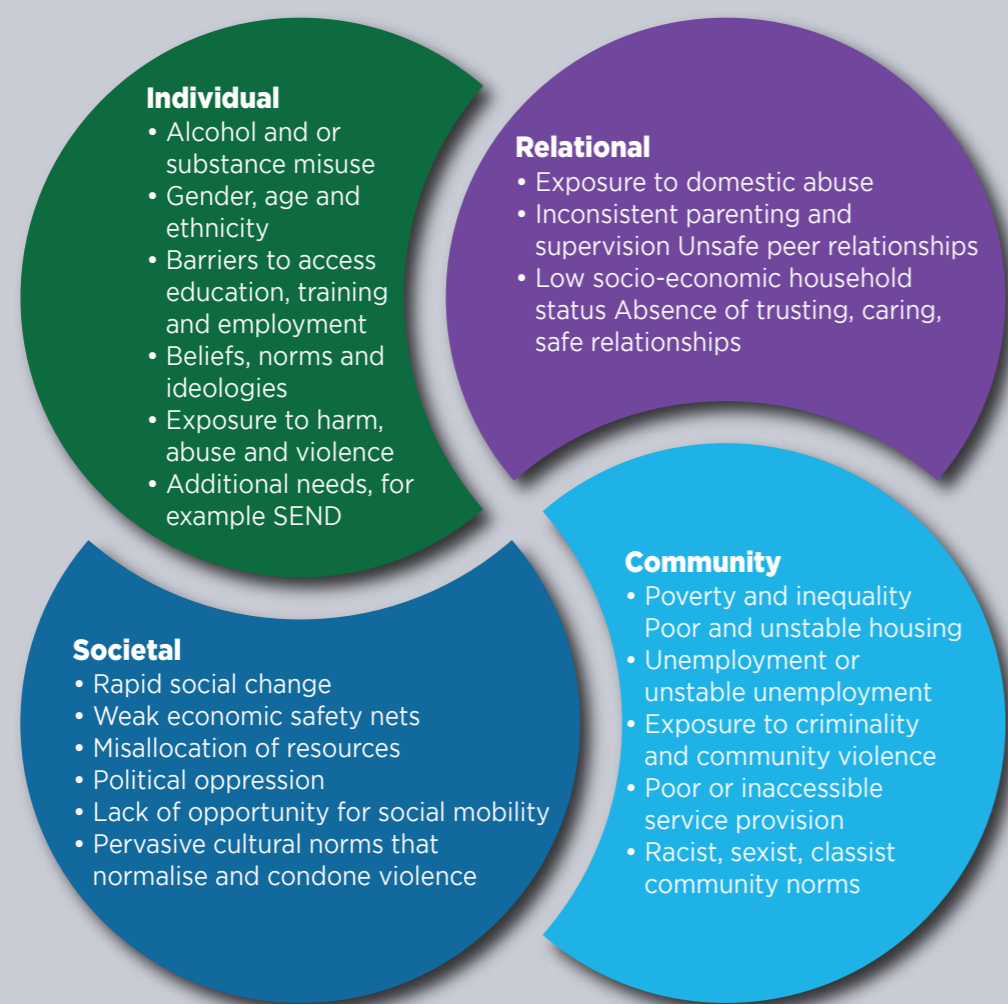 Individual
• Alcohol and or
substance misuse
• Gender, age and
ethnicity
• Barriers to access
education, training
and employment
• Beliefs, norms and
ideologies
• Exposure to harm,
abuse and violence
• Additional needs, for
example SEND
Relational
• Exposure to domestic abuse
• Inconsistent parenting and
supervision Unsafe peer relationships
• Low socio-economic household
status Absence of trusting, caring,
safe relationships
Societal
• Rapid social change
• Weak economic safety nets
• Misallocation of resources
• Political oppression
• Lack of opportunity for social mobility
• Pervasive cultural norms that
normalise and condone violence
Community
• Poverty and inequality
Poor and unstable housing
• Unemployment or
unstable unemployment
• Exposure to criminality
and community violence
• Poor or inaccessible
service provision
• Racist, sexist, classist
community norms